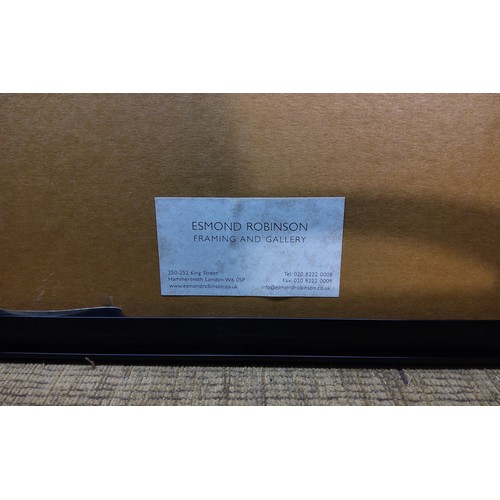 ESMOND ROBINSON
FRAMING AND GALLERY
250-252 King Street
Hammersmith London W6 0SP
www.esmondrobinson.co.uk
Tel: 020 8222 0008
Fax: 020 8222 0009
info@esmondrobinson.co.uk